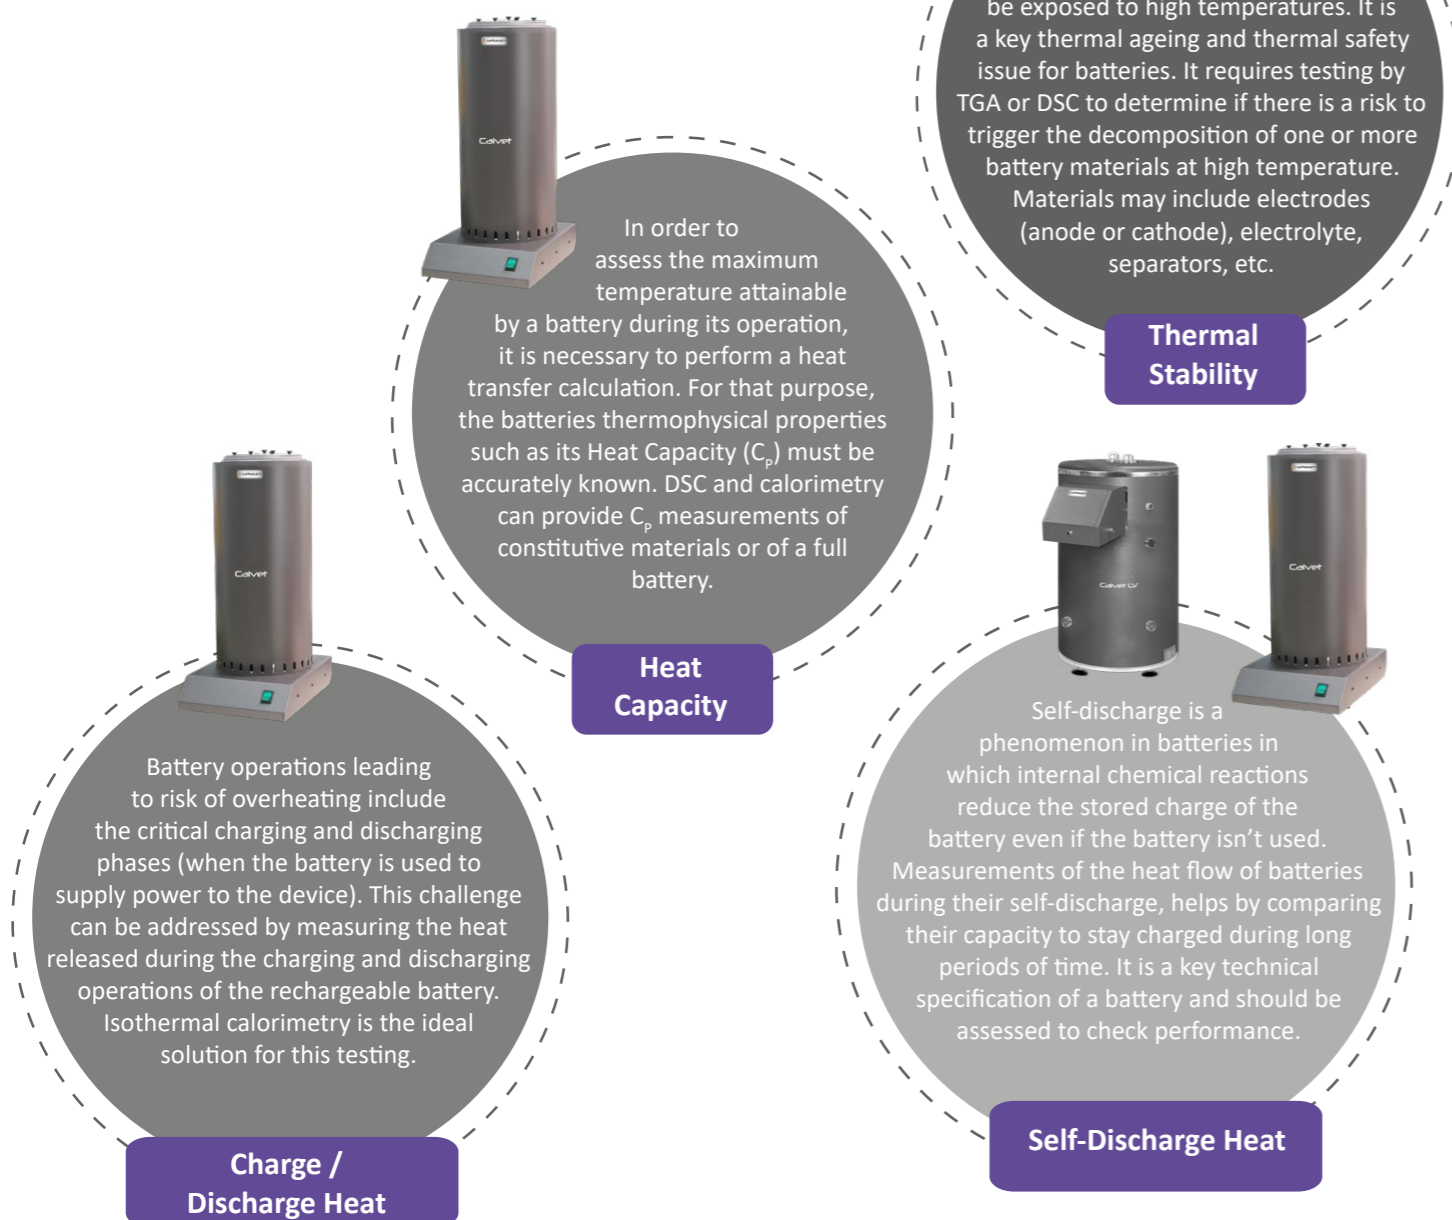 be exposed to high temperatures. It is
a key thermal ageing and thermal safety
issue for batteries. It requires testing by
TGA or DSC to determine if there is a risk to
trigger the decomposition of one or more
battery materials at high temperature.
Materials may include electrodes
(anode or cathode), electrolyte,
separators, etc.
Thermal
Stability
Calvet
In order to
assess the maximum
temperature attainable
by a battery during its operation,
it is necessary to perform a heat
transfer calculation. For that purpose,
the batteries thermophysical properties
such as its Heat Capacity (Cₚ) must be
accurately known. DSC and calorimetry
can provide Cₚ measurements of
constitutive materials or of a full
battery.
Heat
Capacity
Calvet
Battery operations leading
to risk of overheating include
the critical charging and discharging
phases (when the battery is used to
supply power to the device). This challenge
can be addressed by measuring the heat
released during the charging and discharging
operations of the rechargeable battery.
Isothermal calorimetry is the ideal
solution for this testing.
Charge /
Discharge Heat
Calvet LV
Calvet
Self-discharge is a
phenomenon in batteries in
which internal chemical reactions
reduce the stored charge of the
battery even if the battery isn’t used.
Measurements of the heat flow of batteries
during their self-discharge, helps by comparing
their capacity to stay charged during long
periods of time. It is a key technical
specification of a battery and should be
assessed to check performance.
Self-Discharge Heat